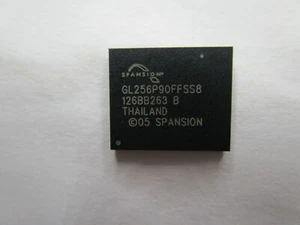 SPANSION
GL256P90FFSS8
126BB263 B
THAILAND
©05 SPANSION